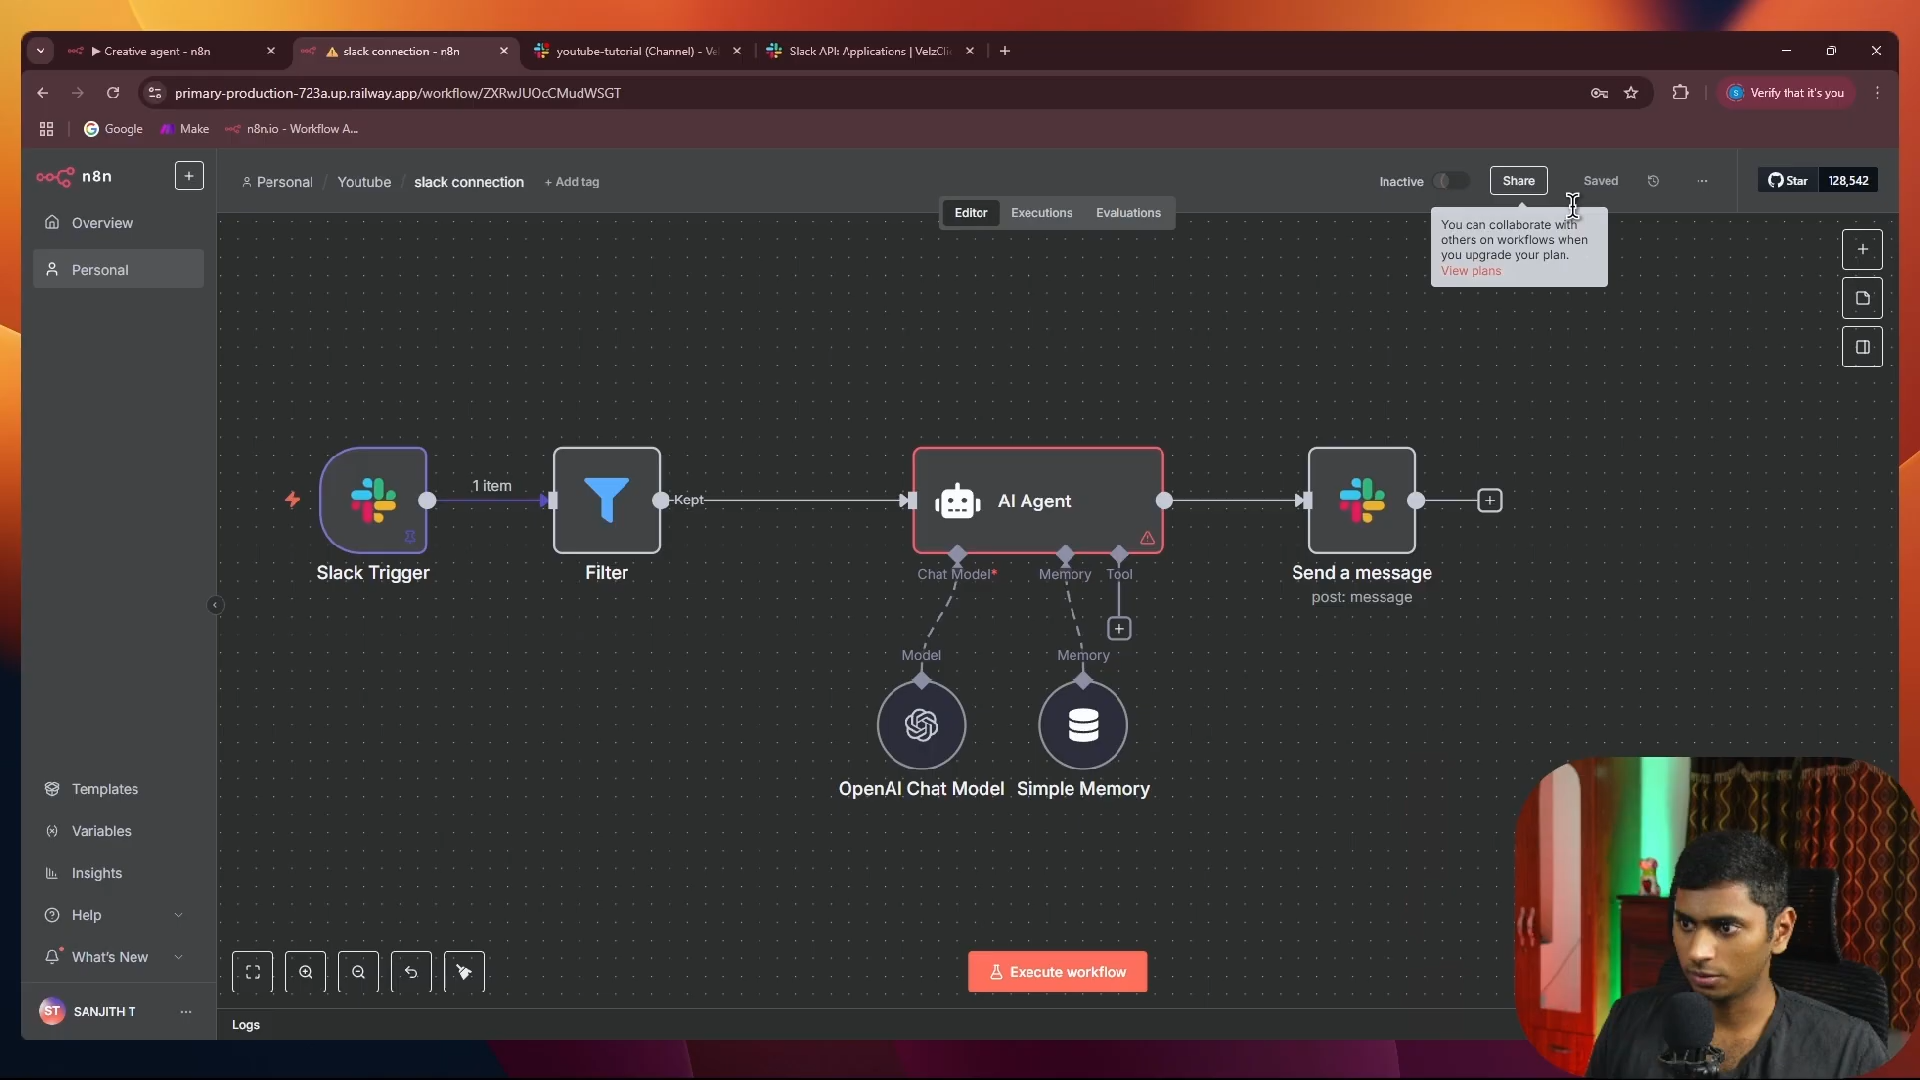 ▶ Creative agent - n8n
slack connection - n8n
youtube-tutorial (Channel) - Ve
Slack API: Applications | VelzCli
primary-production-723a.up.railway.app/workflow/ZXRwJUOcCMudWSGT
Verify that it's you
Google
Make
n8n.io - Workflow A...
n8n
Personal / Youtube / slack connection + Add tag
Inactive
Share
Saved
Star 128,542
Editor
Executions
Evaluations
You can collaborate with
others on workflows when
you upgrade your plan.
View plans
Overview
Personal
1 item
Kept
AI Agent
Slack Trigger
Filter
Chat Model*
Memory
Tool
Send a message
post: message
Model
Memory
OpenAI Chat Model
Simple Memory
Templates
Variables
Insights
Help
What's New
ST SANJITH T
Execute workflow
Logs